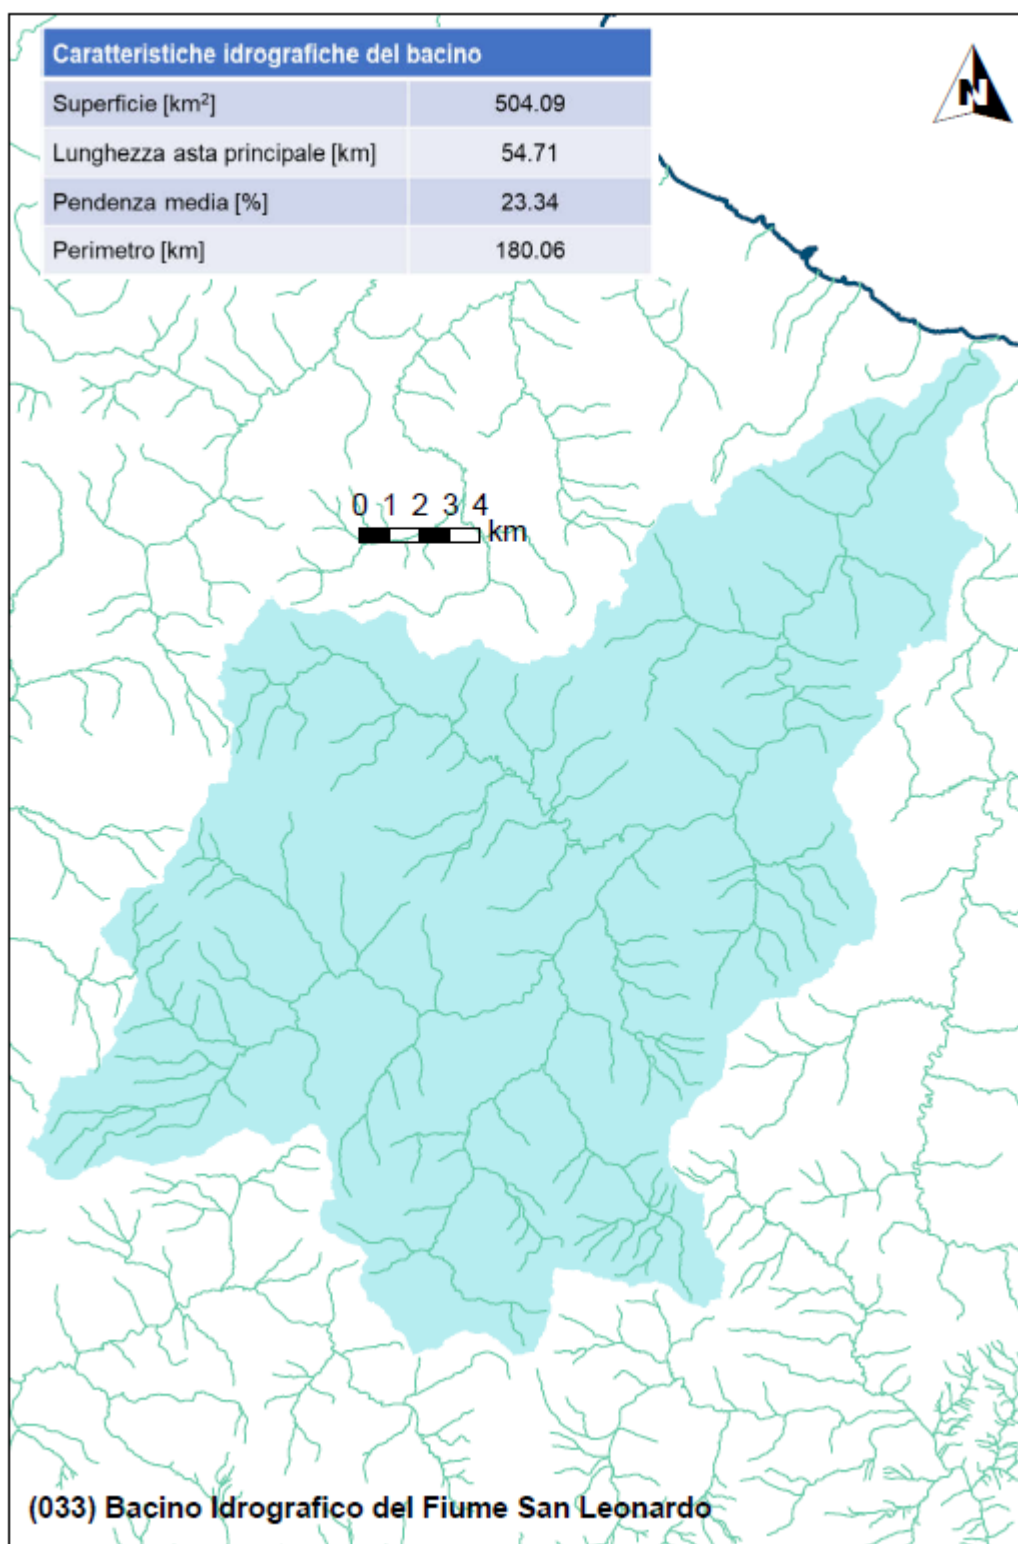 Caratteristiche idrografiche del bacino
Superficie [km²] 504.09
Lunghezza asta principale [km] 54.71
Pendenza media [%] 23.34
Perimetro [km] 180.06
N
0 1 2 3 4
km
(033) Bacino Idrografico del Fiume San Leonardo